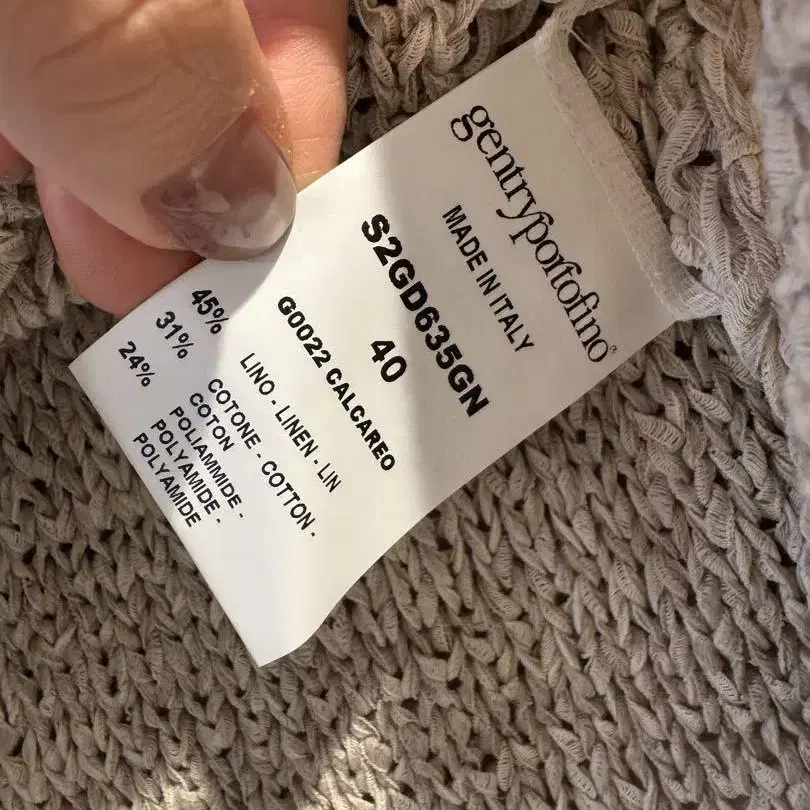 gentryportofino®
MADE IN ITALY
S2GD635GN
40
G0022 CALCAREO
45% LINO - LINEN - LIN
31% COTONE - COTTON -
COTON
24% POLIAMMIDE -
POLYAMIDE -
POLYAMIDE